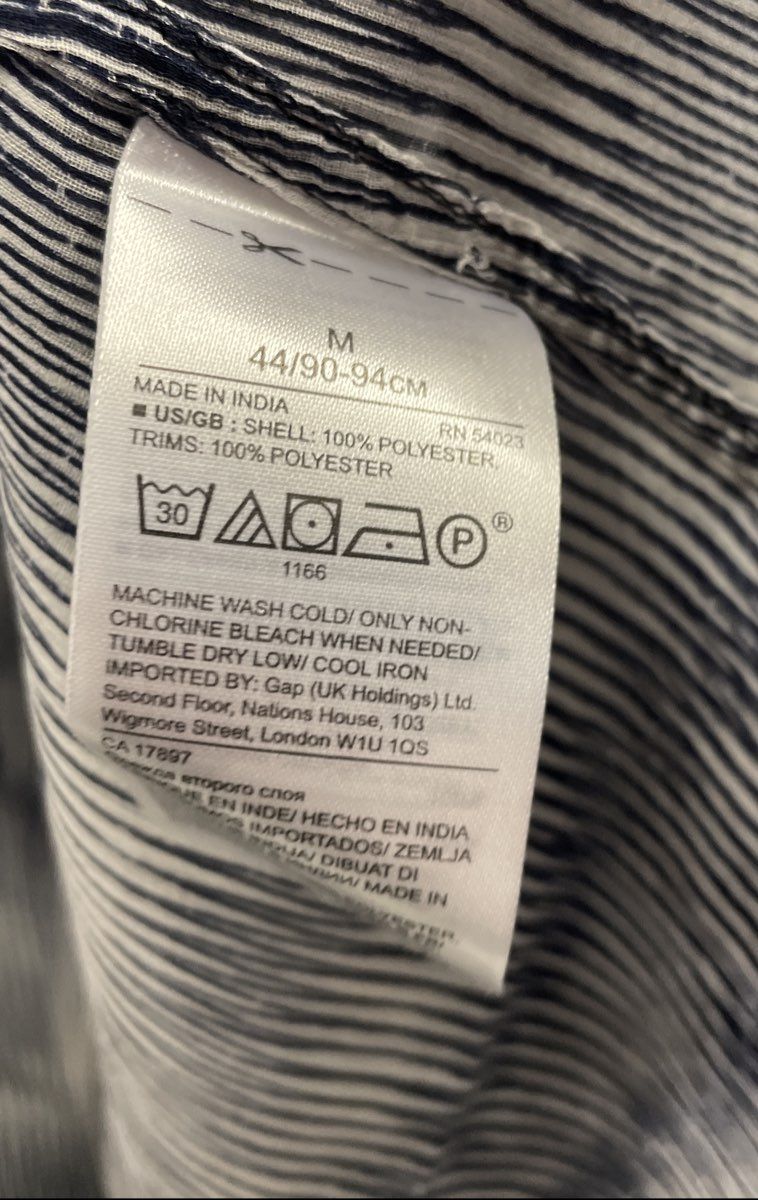 M
44/90-94CM
MADE IN INDIA
RN 54023
■ US/GB : SHELL: 100% POLYESTER,
TRIMS: 100% POLYESTER
30 P ®
1166
MACHINE WASH COLD/ ONLY NON-
CHLORINE BLEACH WHEN NEEDED/
TUMBLE DRY LOW/ COOL IRON
IMPORTED BY: Gap (UK Holdings) Ltd.
Second Floor, Nations House, 103
Wigmore Street, London W1U 1QS
CA 17897
второго слоя
EN INDE/ HECHO EN INDIA
IMPORTADOS/ ZEMLJA
DIBUAT DI
MADE IN